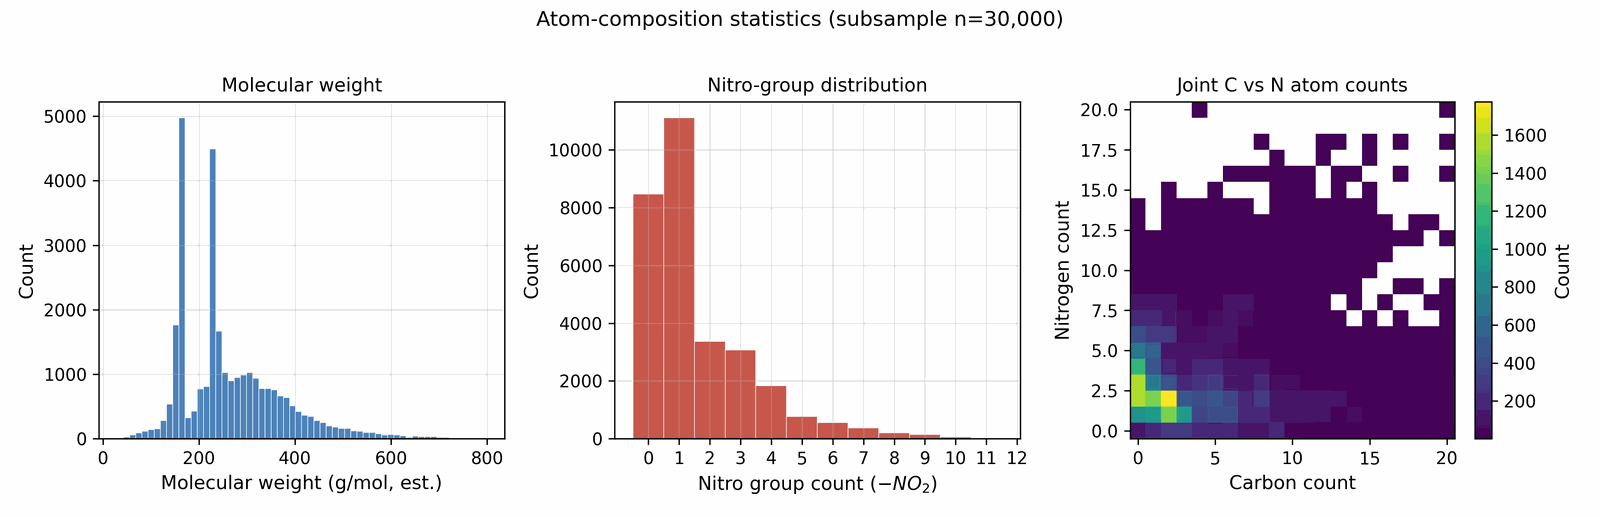 Atom-composition statistics (subsample n=30,000)
Molecular weight
5000
4000
3000
2000
1000
0
Count
0 200 400 600 800
Molecular weight (g/mol, est.)
Nitro-group distribution
10000
8000
6000
4000
2000
0
Count
0 1 2 3 4 5 6 7 8 9 10 11 12
Nitro group count (−NO₂)
Joint C vs N atom counts
20.0
17.5
15.0
12.5
10.0
7.5
5.0
2.5
0.0
Nitrogen count
0 5 10 15 20
Carbon count
1600
1400
1200
1000
800
600
400
200
Count